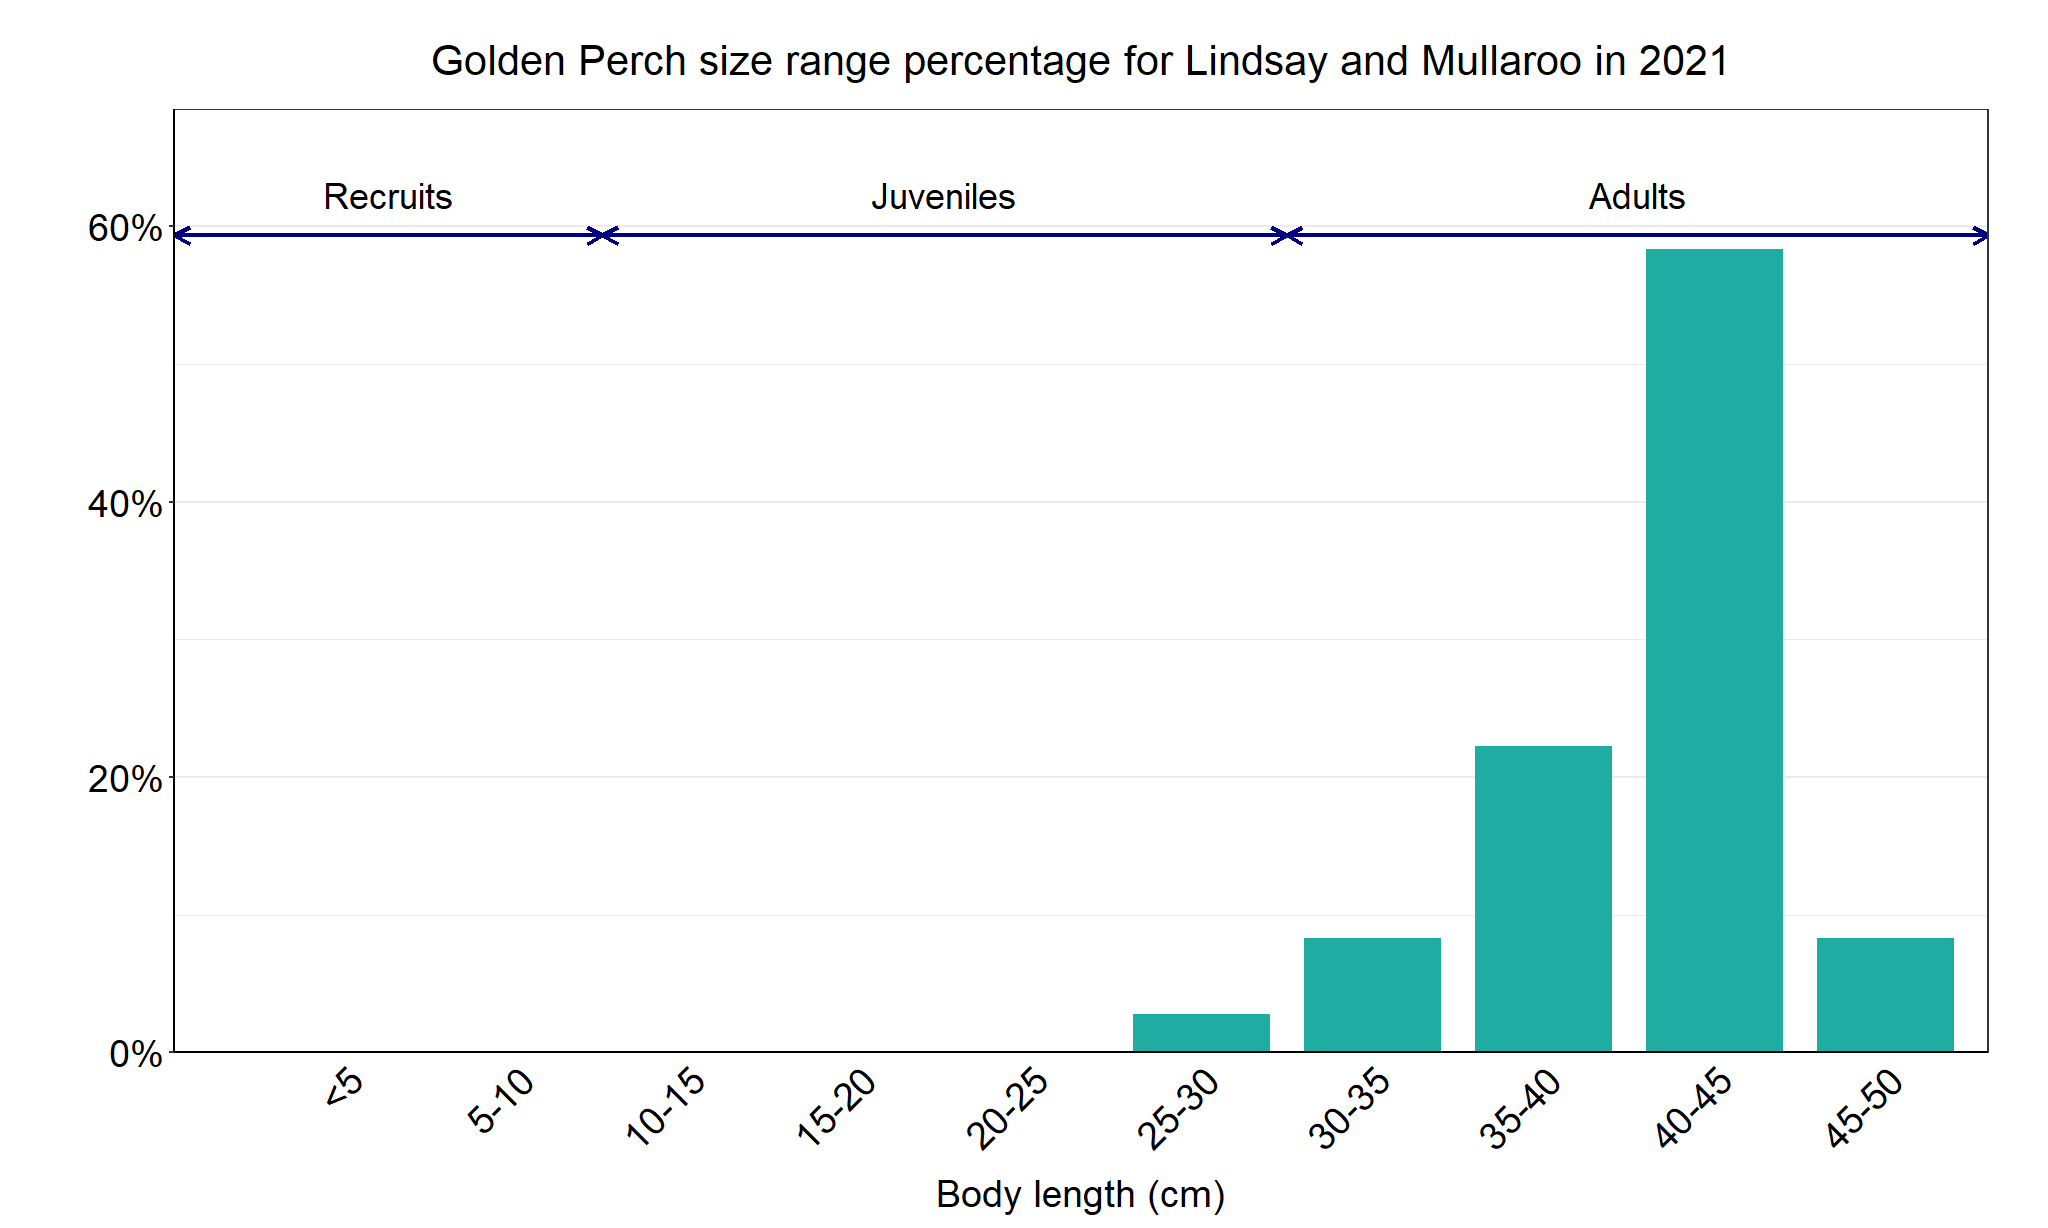 Golden Perch size range percentage for Lindsay and Mullaroo in 2021
Recruits
Juveniles
Adults
60%
40%
20%
0%
<5
5-10
10-15
15-20
20-25
25-30
30-35
35-40
40-45
45-50
Body length (cm)